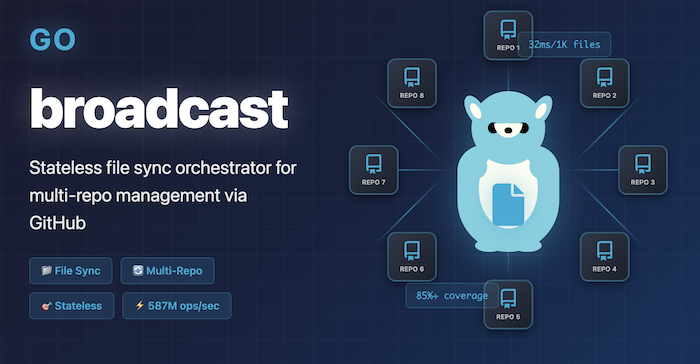 GO
broadcast
Stateless file sync orchestrator for
multi-repo management via
GitHub
File Sync
Multi-Repo
Stateless
587M ops/sec
REPO 1
32ms/1K files
REPO 8
REPO 2
REPO 7
REPO 3
REPO 6
REPO 4
85%+ coverage
REPO 5